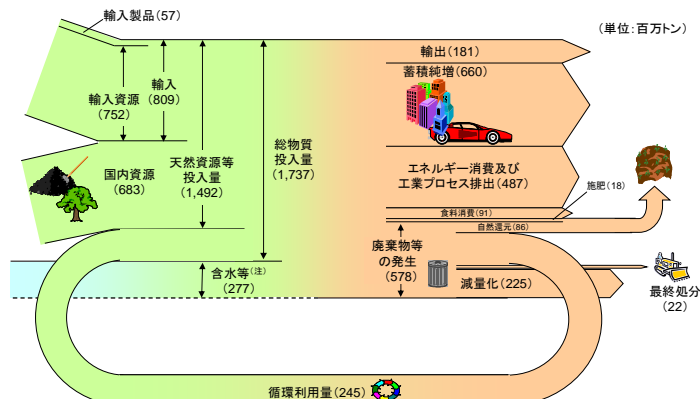 輸入製品(57)
(単位:百万トン)
輸出(181)
蓄積純増(660)
輸入
(809)
輸入資源
(752)
総物質
投入量
(1,737)
天然資源等
投入量
(1,492)
国内資源
(683)
エネルギー消費及び
工業プロセス排出(487)
施肥(18)
食料消費(91)
自然還元(86)
廃棄物等
の発生
(578)
含水等(注)
(277)
減量化(225)
最終処分
(22)
循環利用量(245)